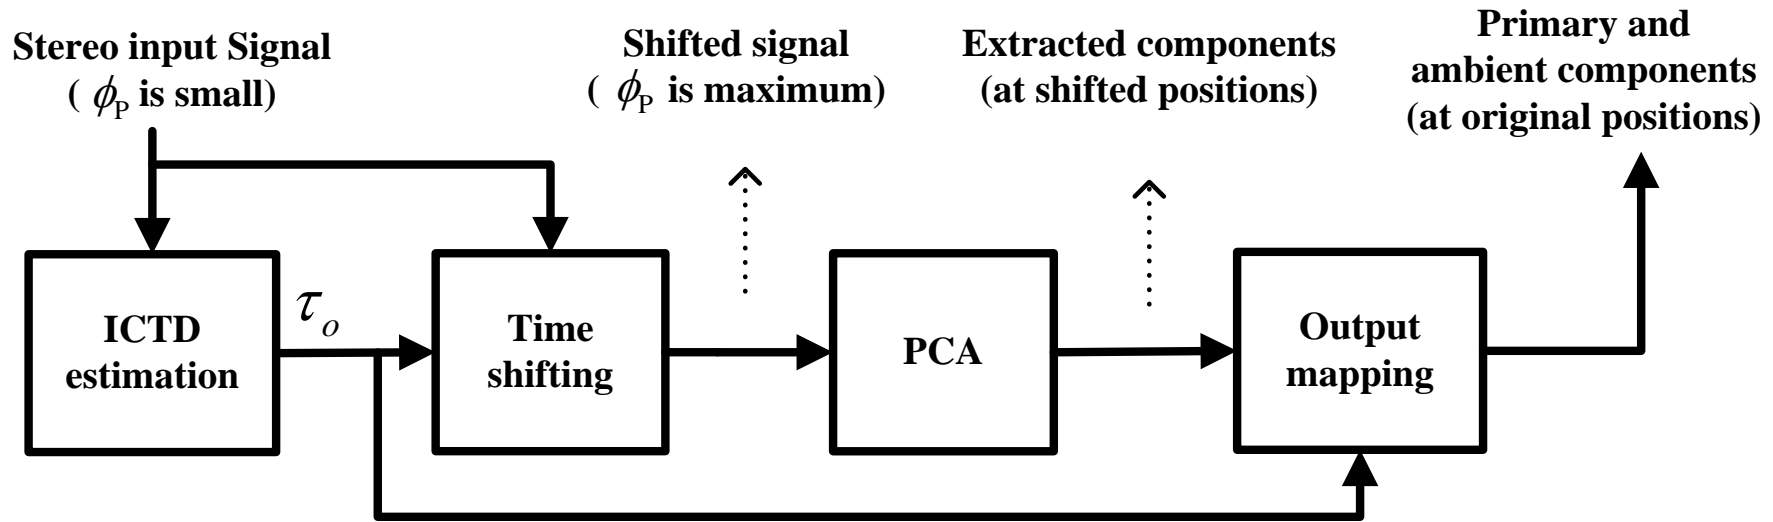 Stereo input Signal
( ϕP is small)
Shifted signal
( ϕP is maximum)
Extracted components
(at shifted positions)
Primary and
ambient components
(at original positions)
ICTD
estimation
τo
Time
shifting
PCA
Output
mapping